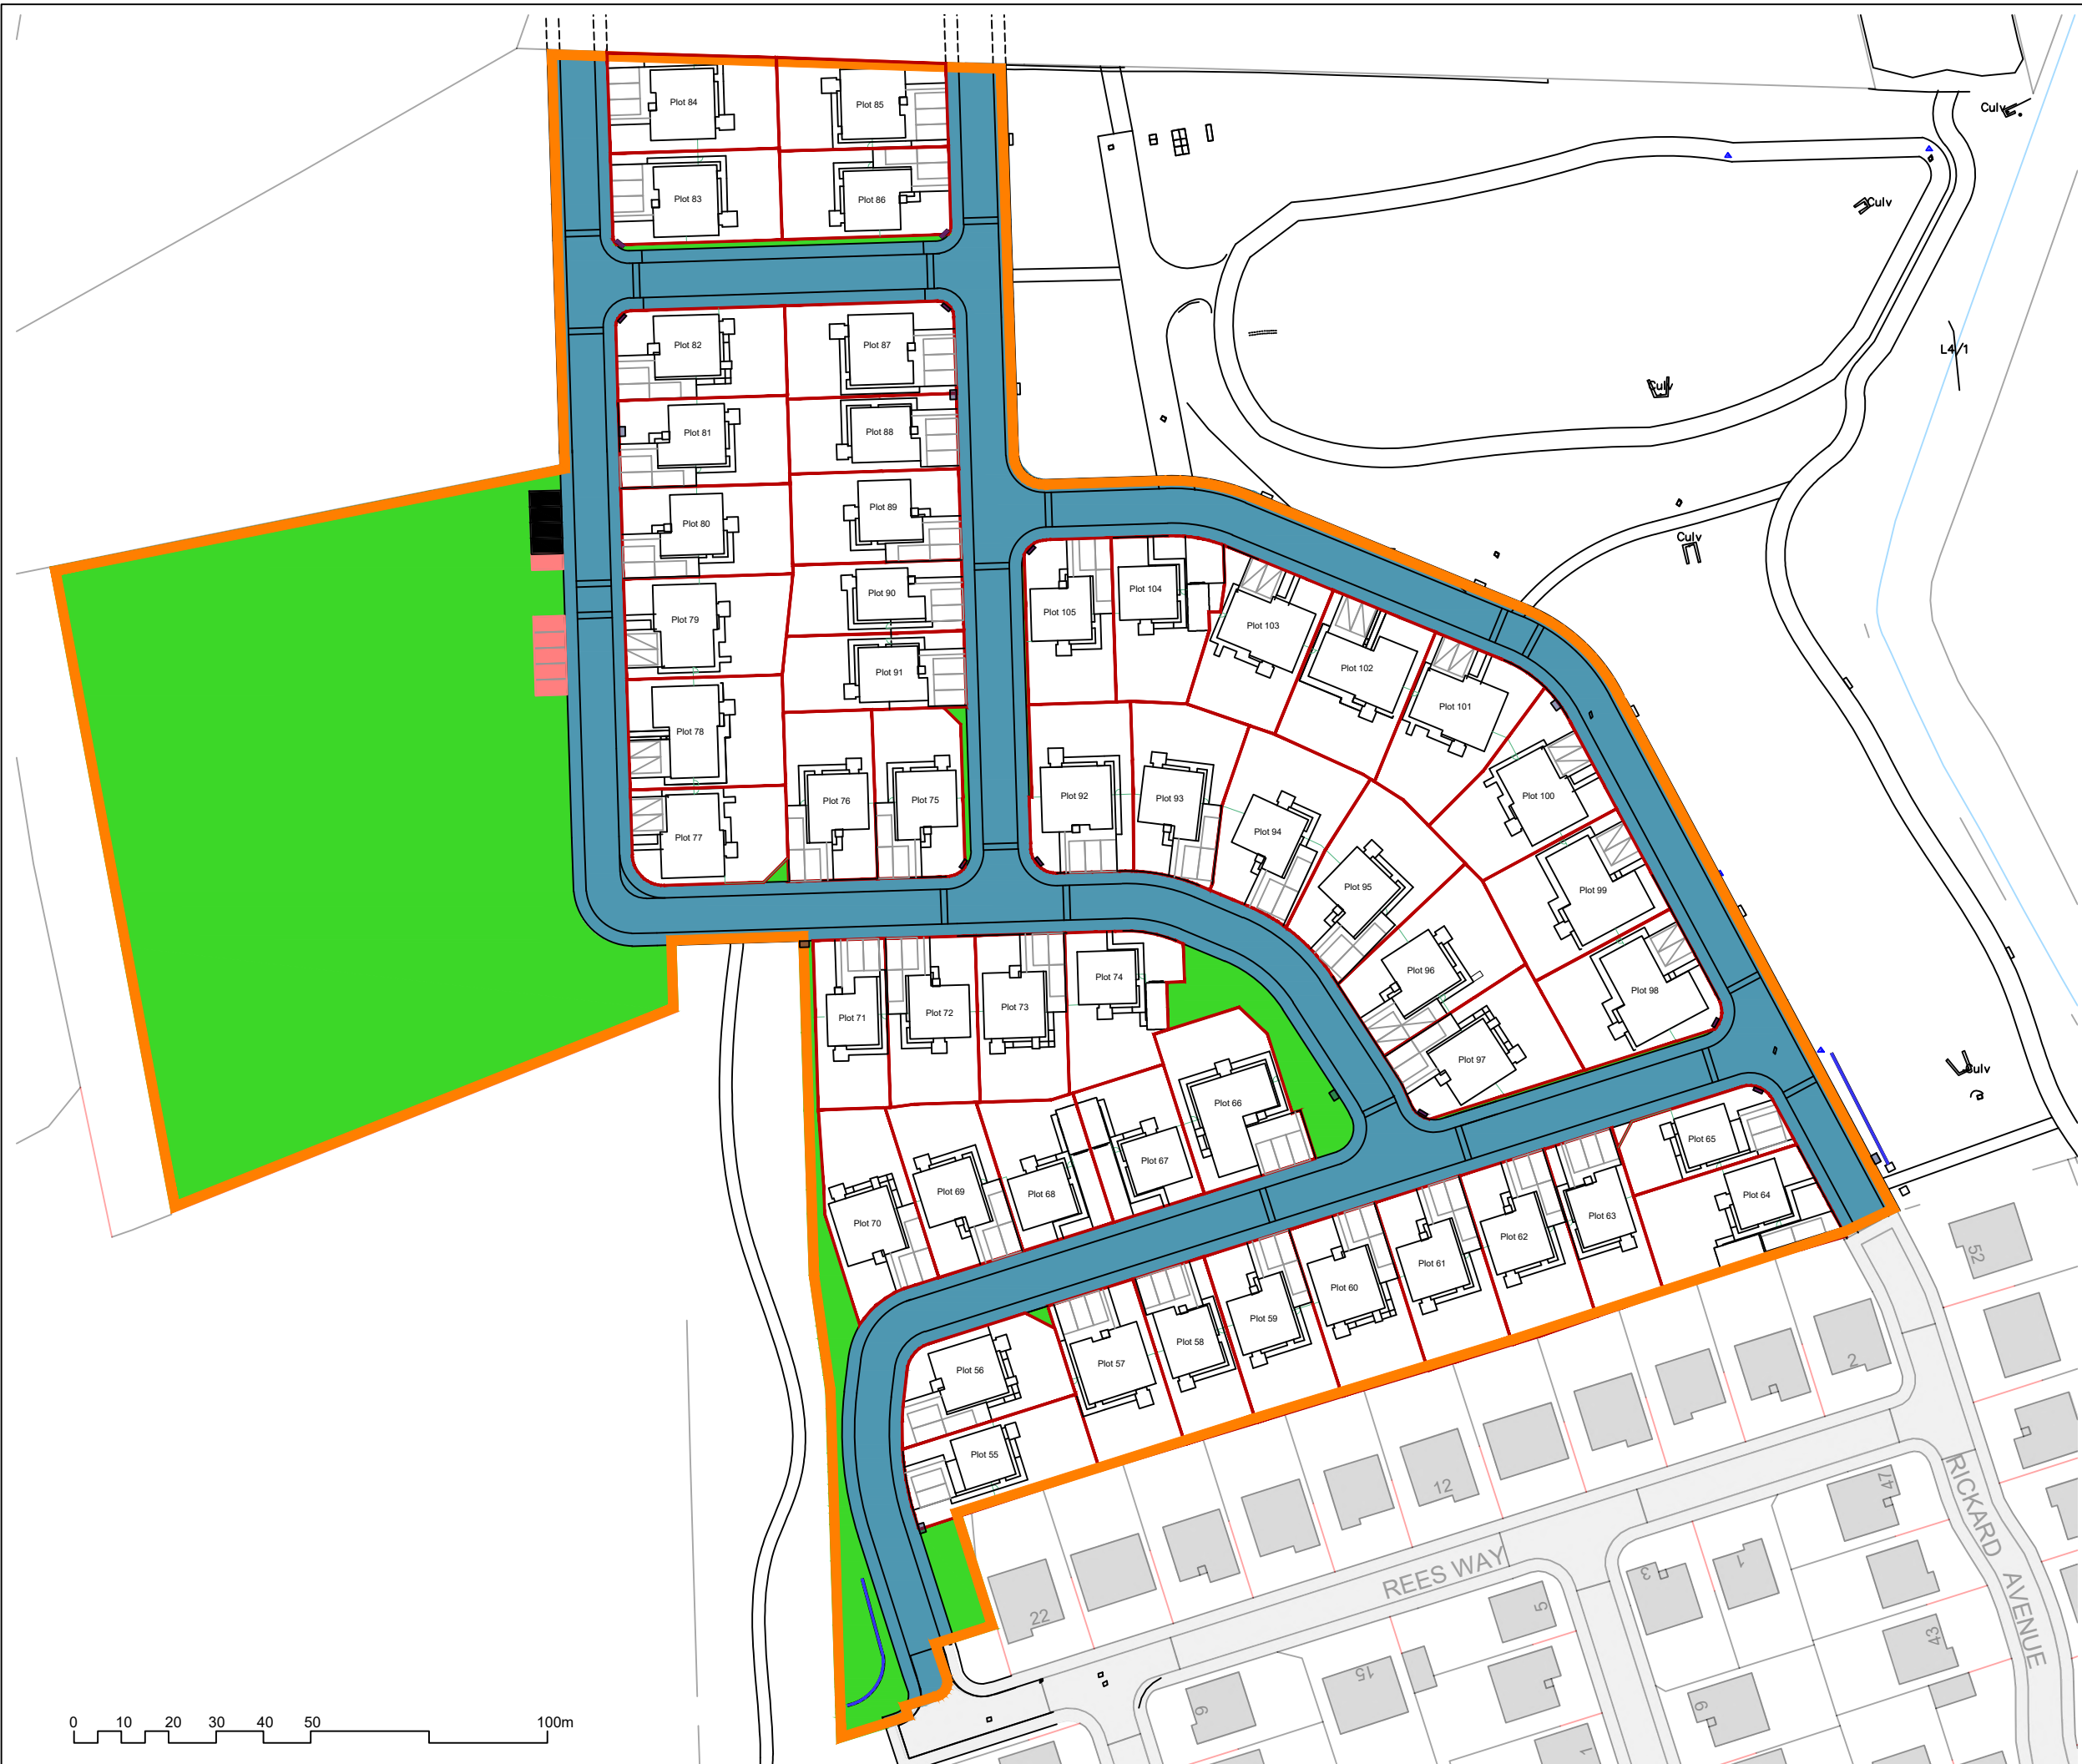 Plot 84
Plot 85
Culv
Plot 83
Plot 86
Culv
Plot 82
Plot 87
L4/1
Culv
Plot 81
Plot 88
Plot 80
Plot 89
Culv
Plot 79
Plot 90
Plot 105
Plot 104
Plot 103
Plot 91
Plot 102
Plot 78
Plot 101
Plot 76
Plot 75
Plot 92
Plot 93
Plot 100
Plot 77
Plot 94
Plot 95
Plot 99
Plot 74
Plot 96
Plot 98
Plot 71
Plot 72
Plot 73
Plot 97
Culv
Plot 66
Plot 65
Plot 67
Plot 70
Plot 69
Plot 68
Plot 64
Plot 63
Plot 62
Plot 61
Plot 60
Plot 59
Plot 58
Plot 57
Plot 56
Plot 55
52
2
12
47
22
REES WAY
RICKARD AVENUE
3
1
5
43
15
9
9
1
0 10 20 30 40 50 100m